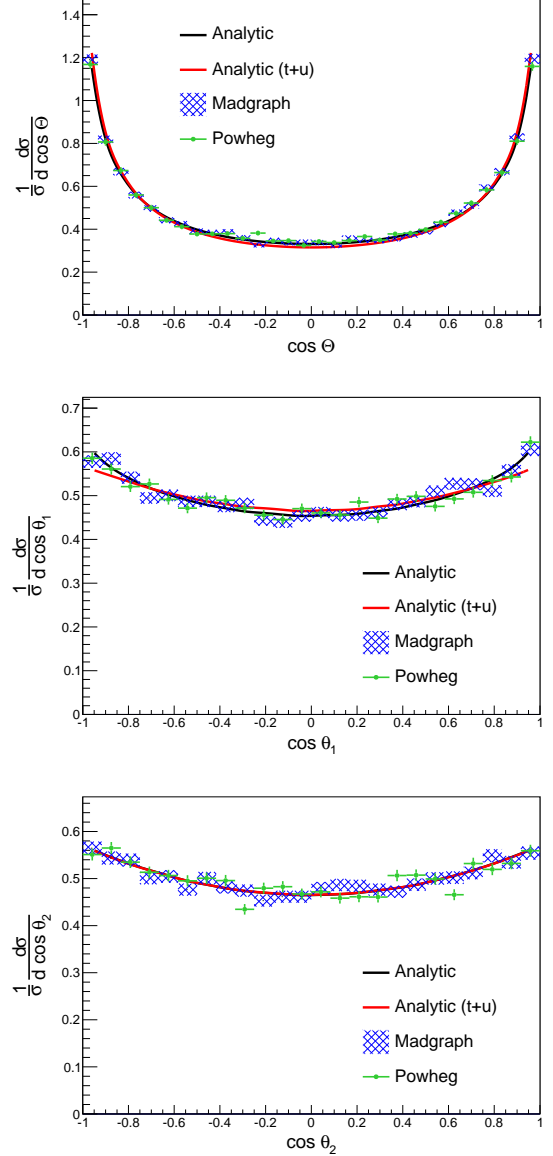 1.4
1.2
1
0.8
0.6
0.4
0.2
0
-1 -0.8 -0.6 -0.4 -0.2 0 0.2 0.4 0.6 0.8 1
cos Θ
1/σ dσ/d cos Θ
Analytic
Analytic (t+u)
Madgraph
Powheg
0.7
0.6
0.5
0.4
0.3
0.2
0.1
0
-1 -0.8 -0.6 -0.4 -0.2 0 0.2 0.4 0.6 0.8 1
cos θ₁
1/σ dσ/d cos θ₁
Analytic
Analytic (t+u)
Madgraph
Powheg
0.6
0.5
0.4
0.3
0.2
0.1
0
-1 -0.8 -0.6 -0.4 -0.2 0 0.2 0.4 0.6 0.8 1
cos θ₂
1/σ dσ/d cos θ₂
Analytic
Analytic (t+u)
Madgraph
Powheg